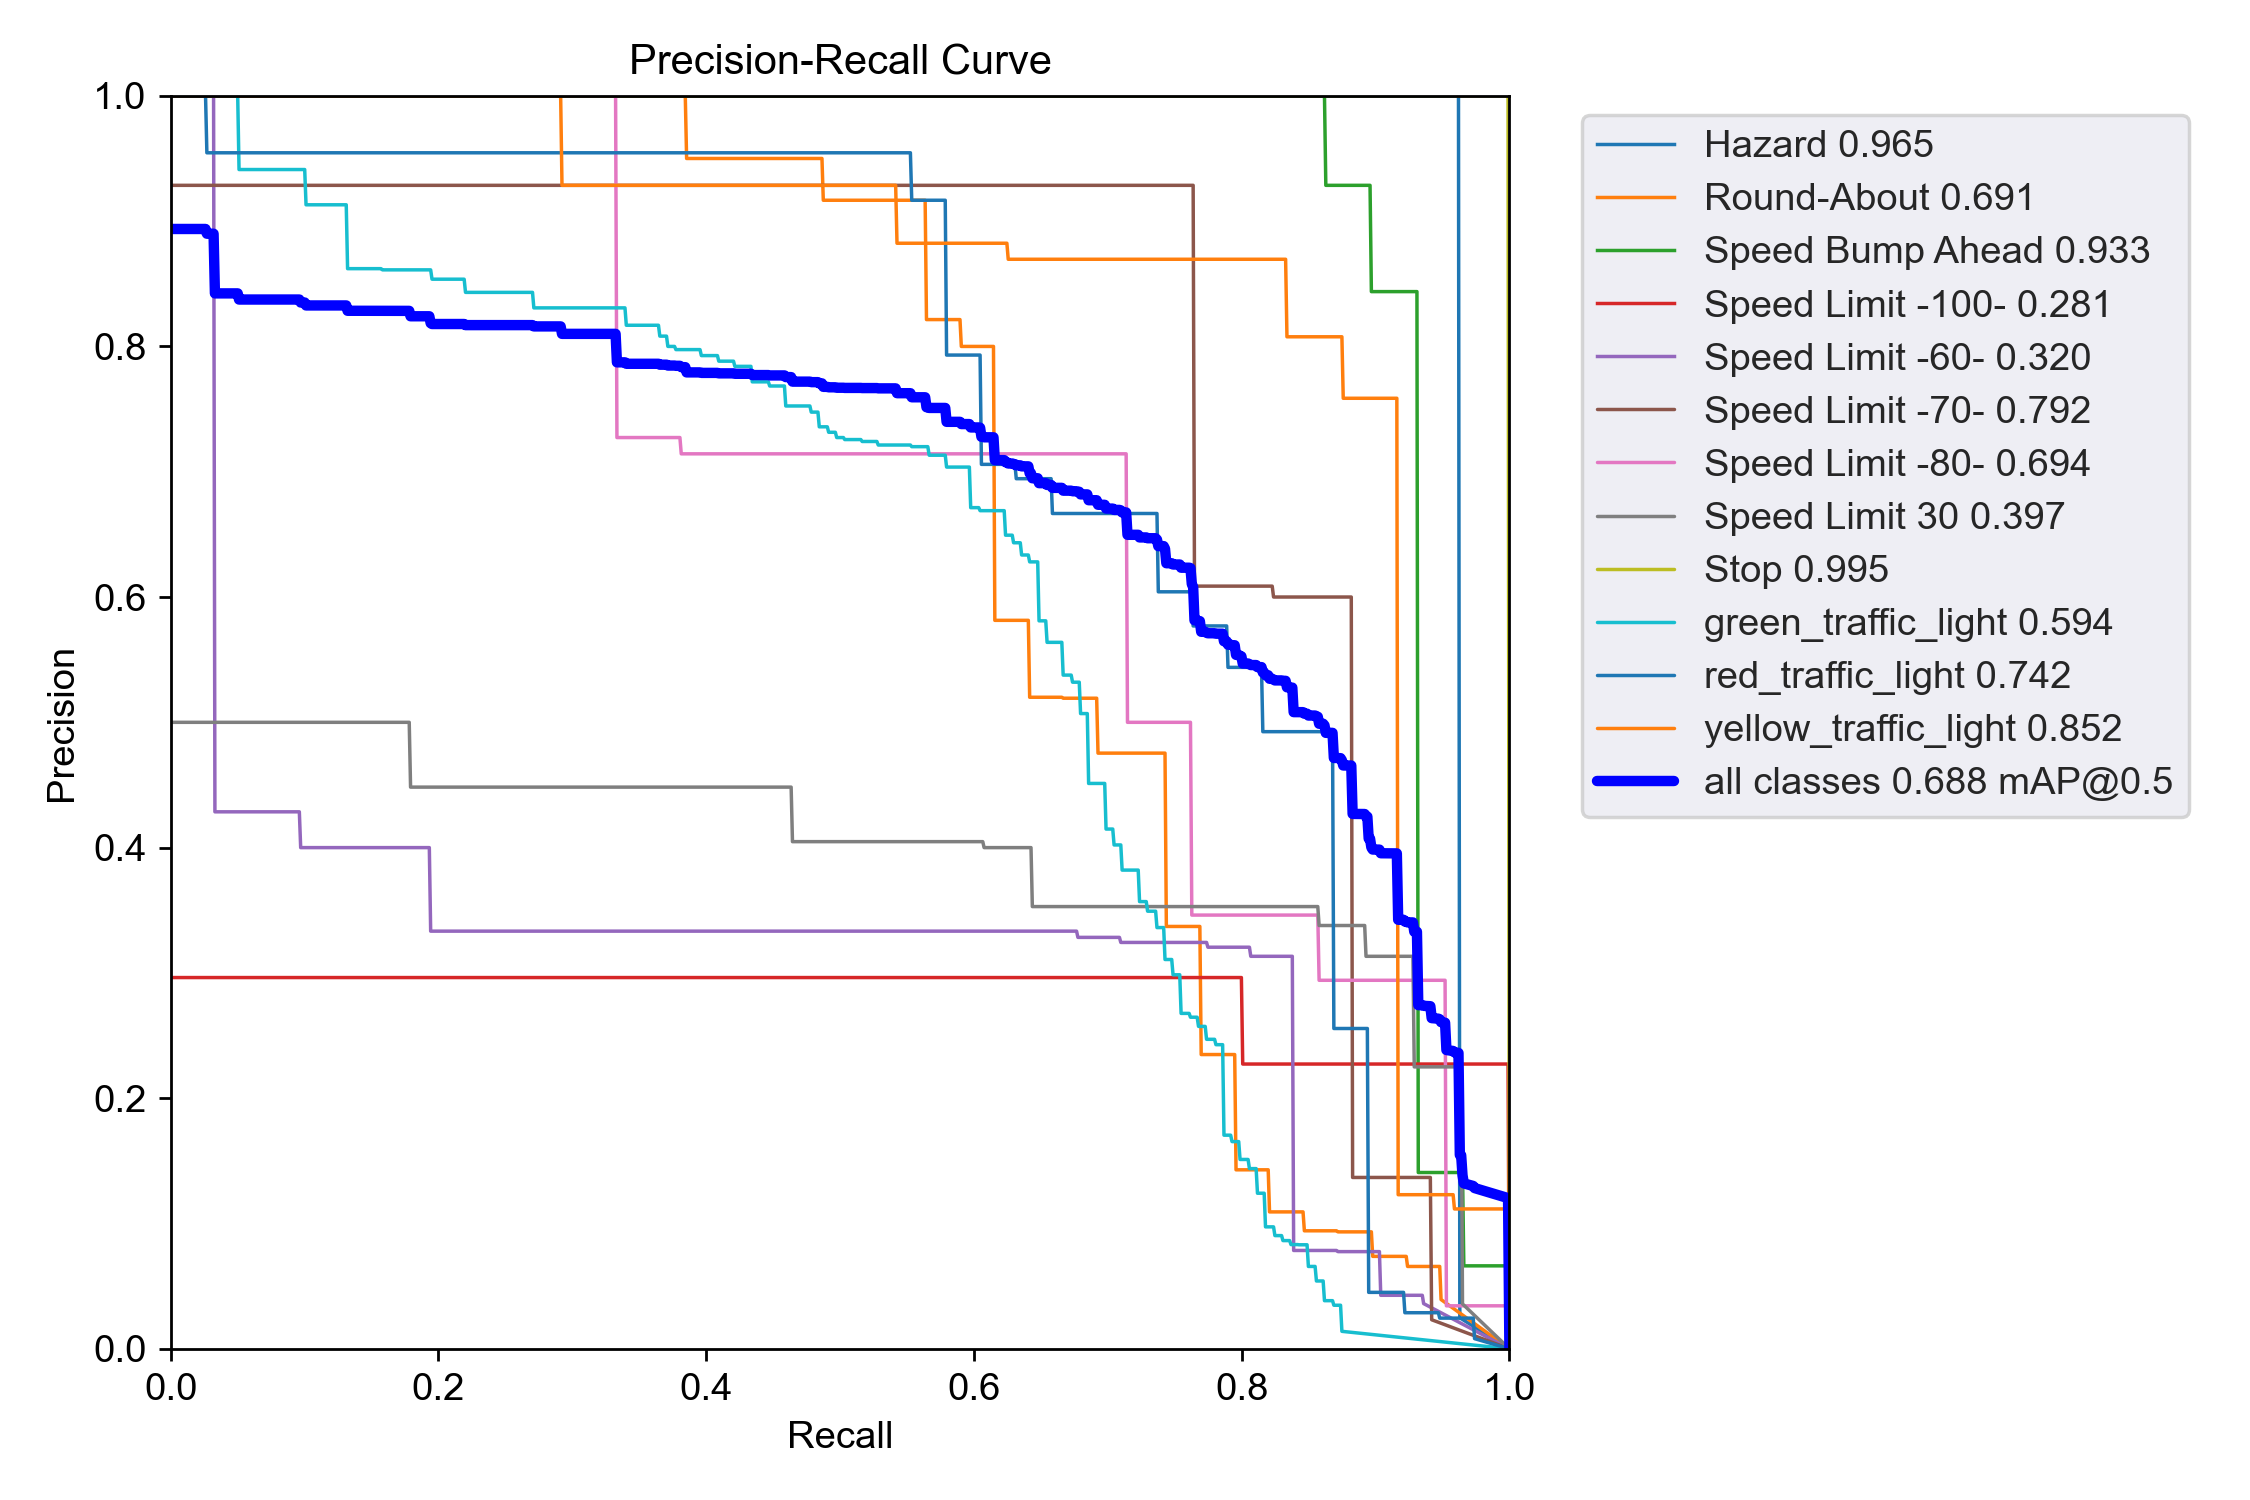 Precision-Recall Curve
1.0
0.8
0.6
0.4
0.2
0.0
Precision
0.0 0.2 0.4 0.6 0.8 1.0
Recall
Hazard 0.965
Round-About 0.691
Speed Bump Ahead 0.933
Speed Limit -100- 0.281
Speed Limit -60- 0.320
Speed Limit -70- 0.792
Speed Limit -80- 0.694
Speed Limit 30 0.397
Stop 0.995
green_traffic_light 0.594
red_traffic_light 0.742
yellow_traffic_light 0.852
all classes 0.688 mAP@0.5